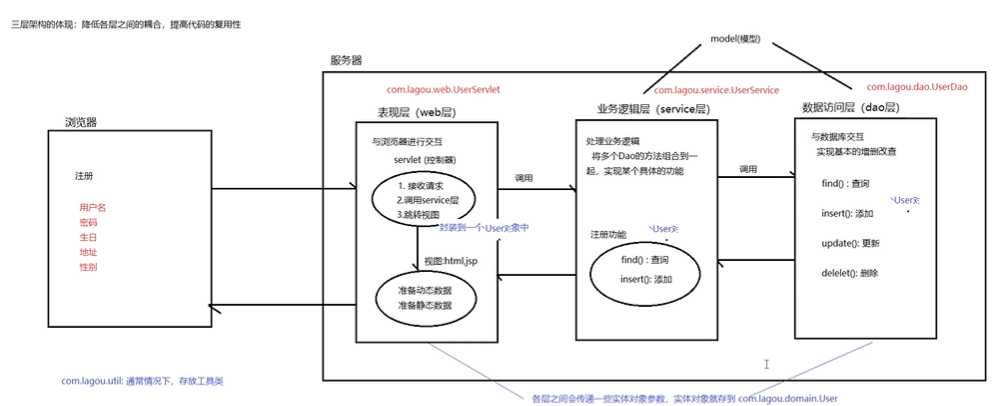 三层架构的体现：降低各层之间的耦合，提高代码的复用性
model(模型)
服务器
com.lagou.web.UserServlet
com.lagou.service.UserService
com.lagou.dao.UserDao
浏览器
表现层（web层）
业务逻辑层（service层）
数据访问层（dao层）
注册
用户名
密码
生日
地址
性别
与浏览器进行交互
servlet (控制器)
1. 接收请求
2.调用service层
3.跳转视图
封装到一个User对象中
视图:html,jsp
准备动态数据
准备静态数据
调用
处理业务逻辑
将多个Dao的方法组合到一
起，实现某个具体的功能
User对
注册功能
find()：查询
insert(): 添加
调用
与数据库交互
实现基本的增删改查
find()：查询
User对
insert(): 添加
update(): 更新
delelet(): 删除
com.lagou.util: 通常情况下，存放工具类
各层之间会传递一些实体对象参数，实体对象就存到 com.lagou.domain.User